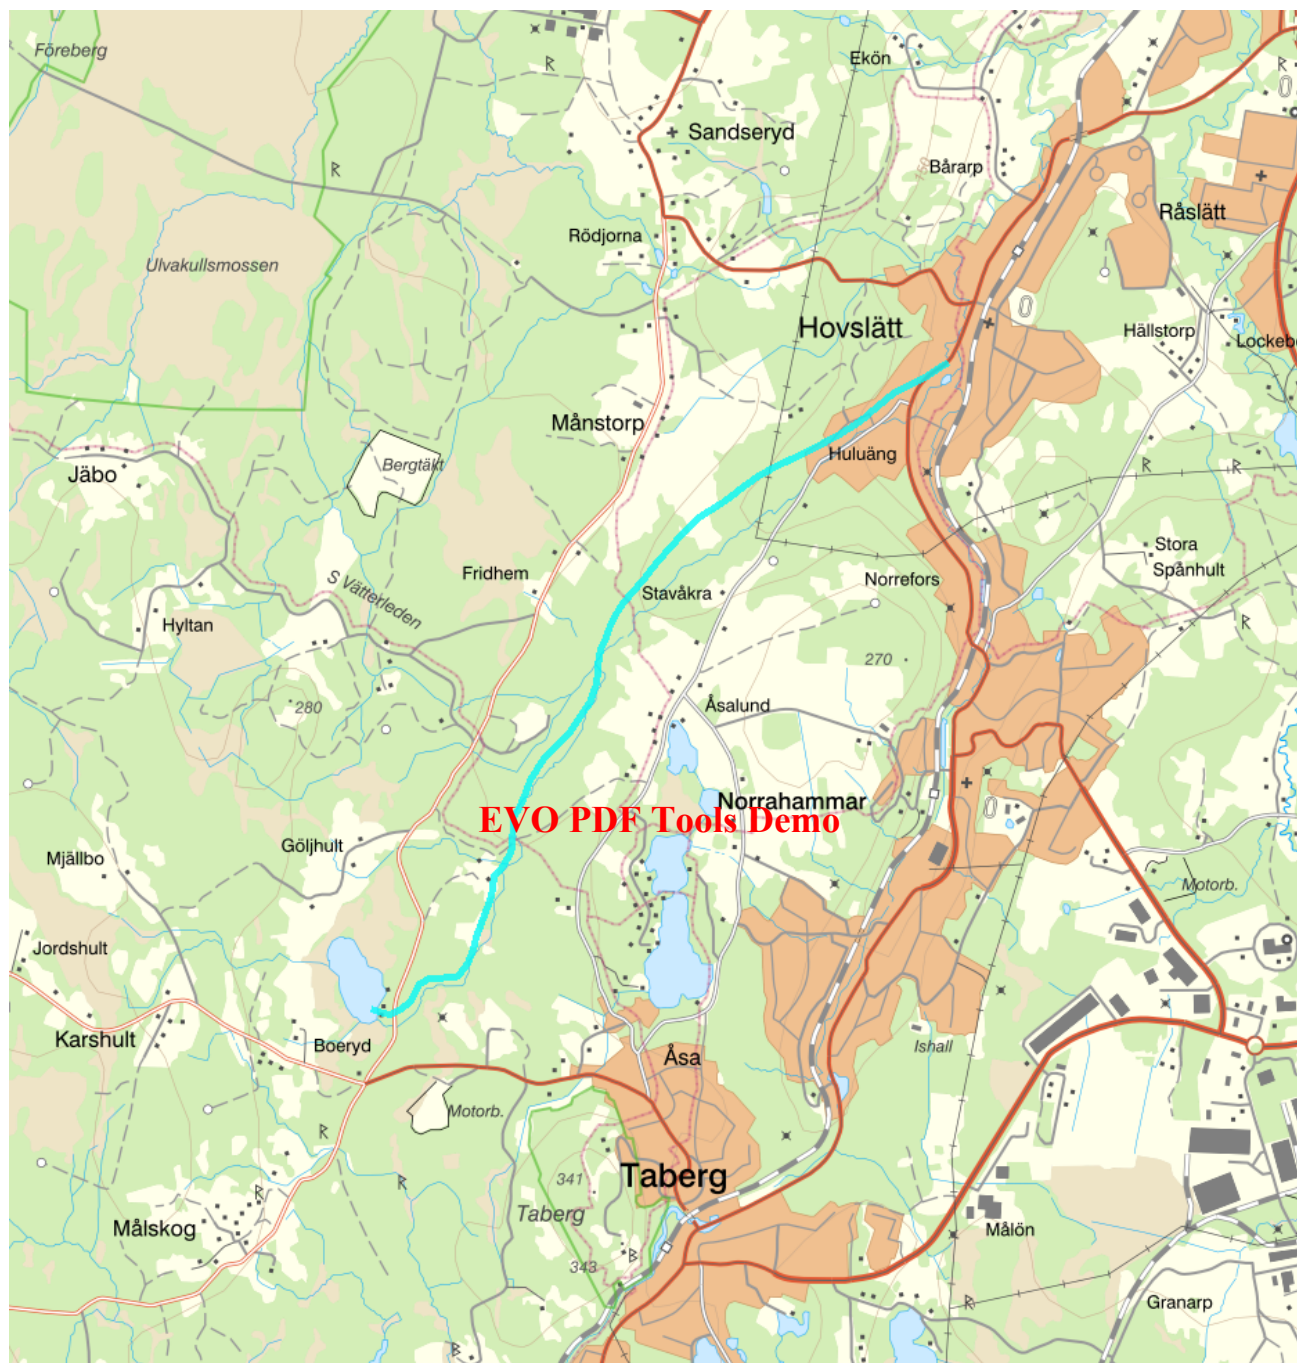 Föreberg
Ekön
R
R
Sandseryd
Bårarp
150
R
Råslätt
Rödjorna
Ulvakullsmossen
Hovslätt
Hällstorp
Månstorp
Huluäng
Bergtäkt
Jäbo
R
R
Stora
Spånhult
Fridhem
S Vätterleden
Stavåkra
Norrefors
Hyltan
R
270
280
Åsalund
Norrahammar
EVO PDF Tools Demo
Göljhult
Mjällbo
Motorb.
Jordshult
Karshult
Boeryd
Åsa
Ishall
Motorb.
R
R
R
341
Taberg
Taberg
Målskog
Målön
B
343
Granarp
R
B